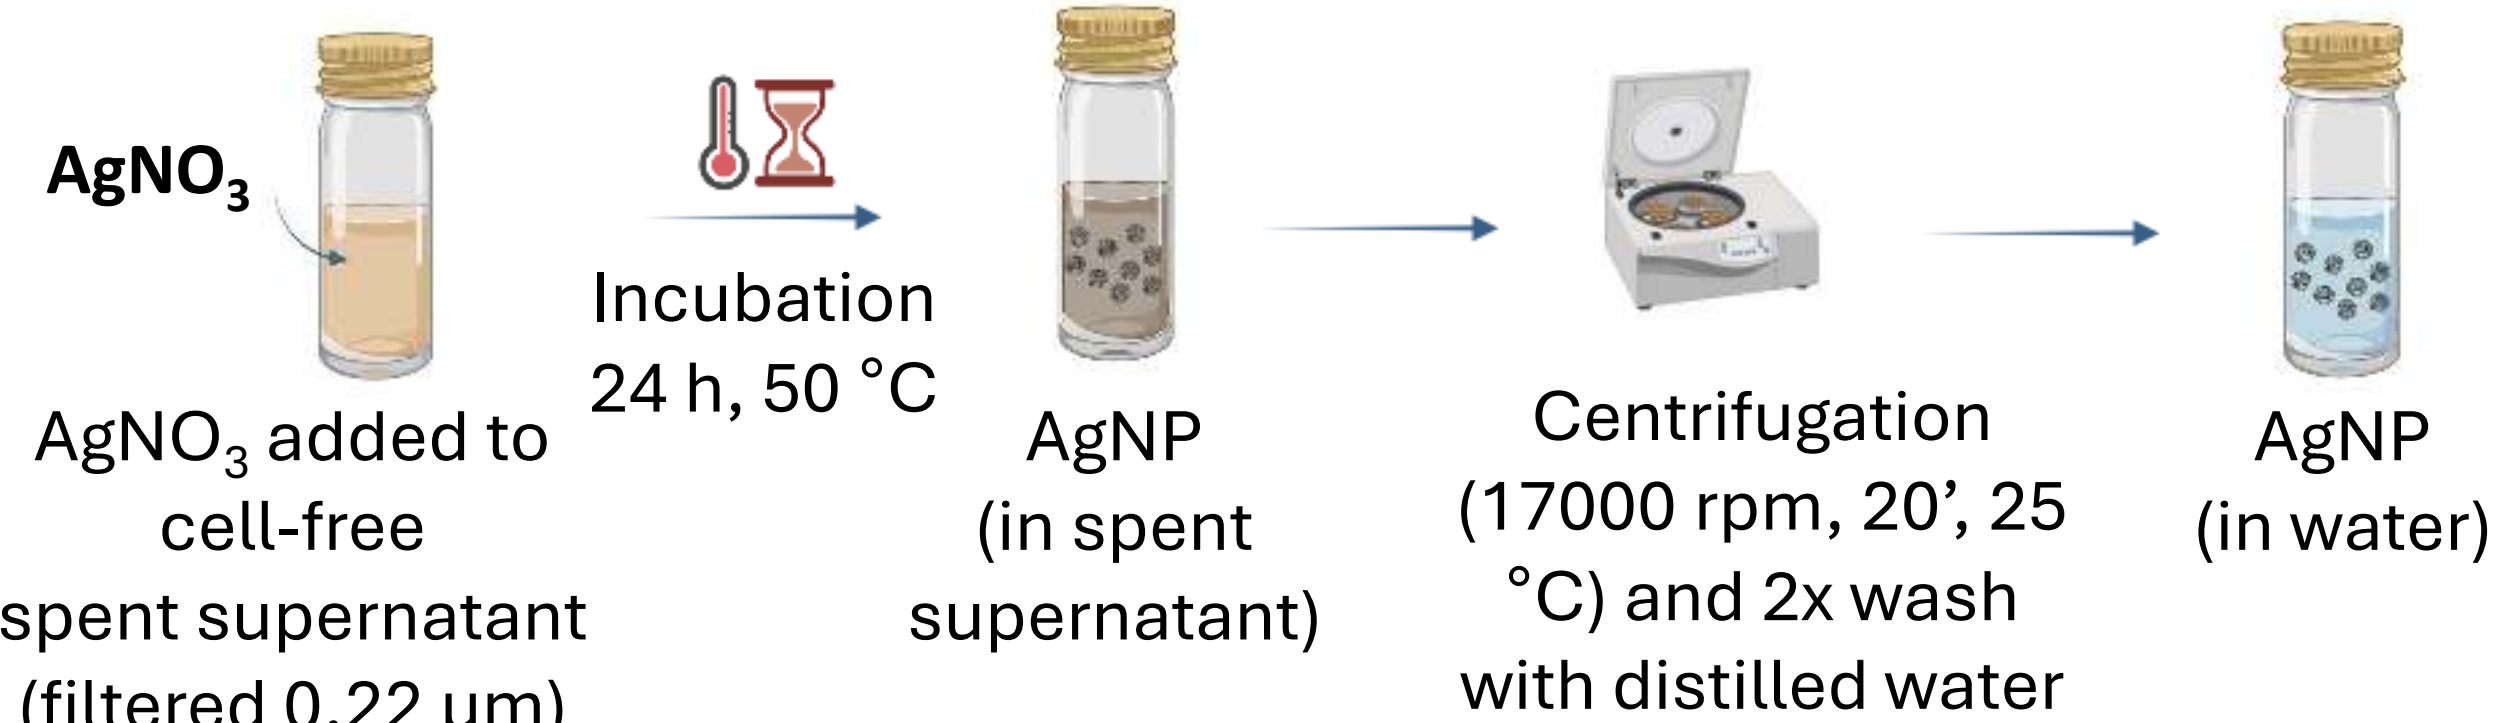 AgNO₃
AgNO₃ added to
cell-free
spent supernatant
(filtered 0.22 um)
Incubation
24 h, 50 °C
AgNP
(in spent
supernatant)
Centrifugation
(17000 rpm, 20’, 25
°C) and 2x wash
with distilled water
AgNP
(in water)